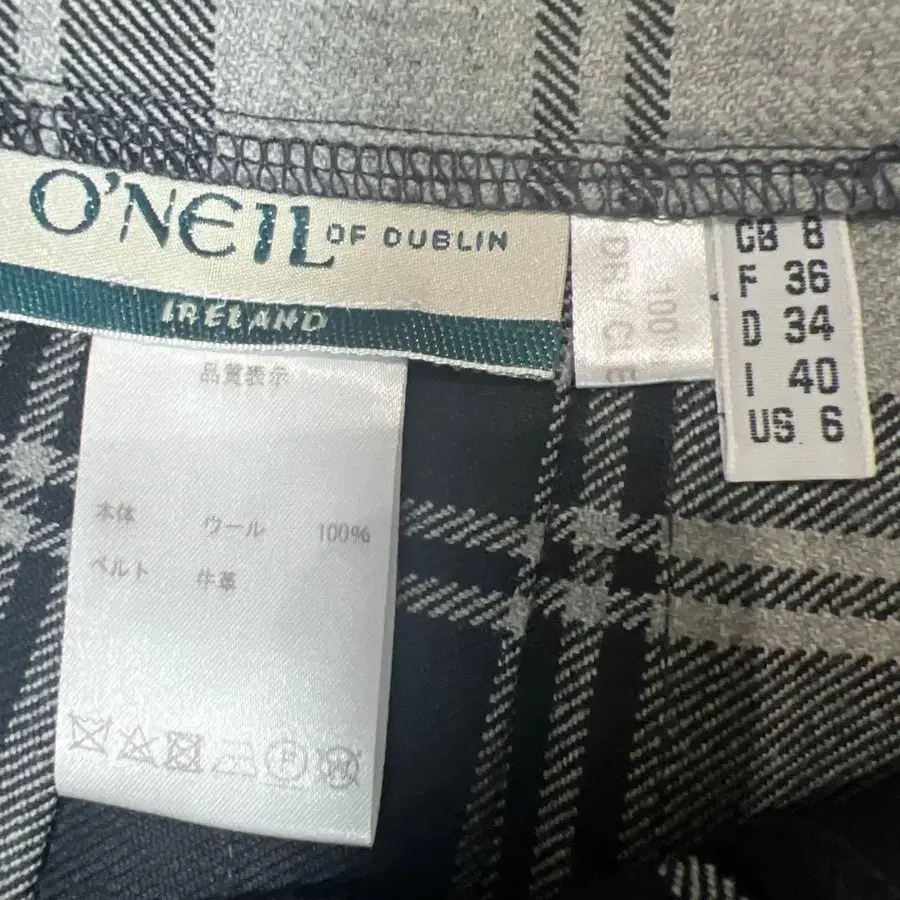 O'NEIL OF DUBLIN
IRELAND
品質表示
本体 ウール 100%
ベルト 牛革
F
100
GB 8
F 36
D 34
I 40
US 6